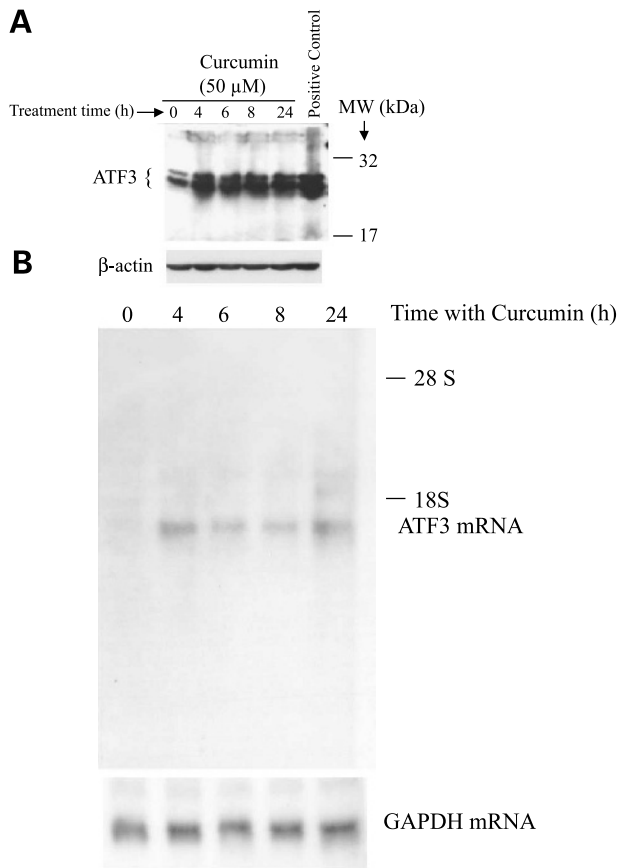 A
Curcumin
(50 µM)
Positive Control
Treatment time (h)
0 4 6 8 24
MW (kDa)
32
ATF3 {
17
β-actin
B
0 4 6 8 24 Time with Curcumin (h)
28 S
18S
ATF3 mRNA
GAPDH mRNA